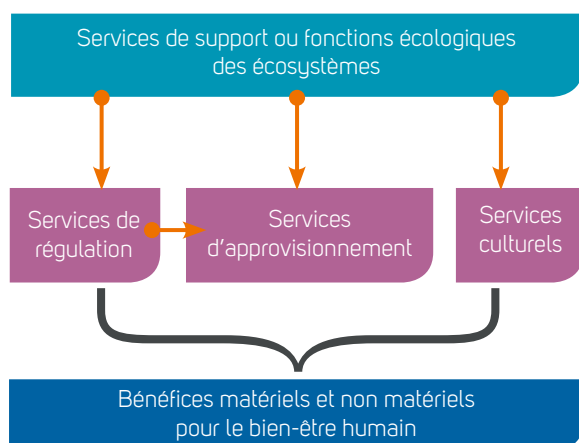 Services de support ou fonctions écologiques
des écosystèmes
Services de
régulation
Services
d'approvisionnement
Services
culturels
Bénéfices matériels et non matériels
pour le bien-être humain